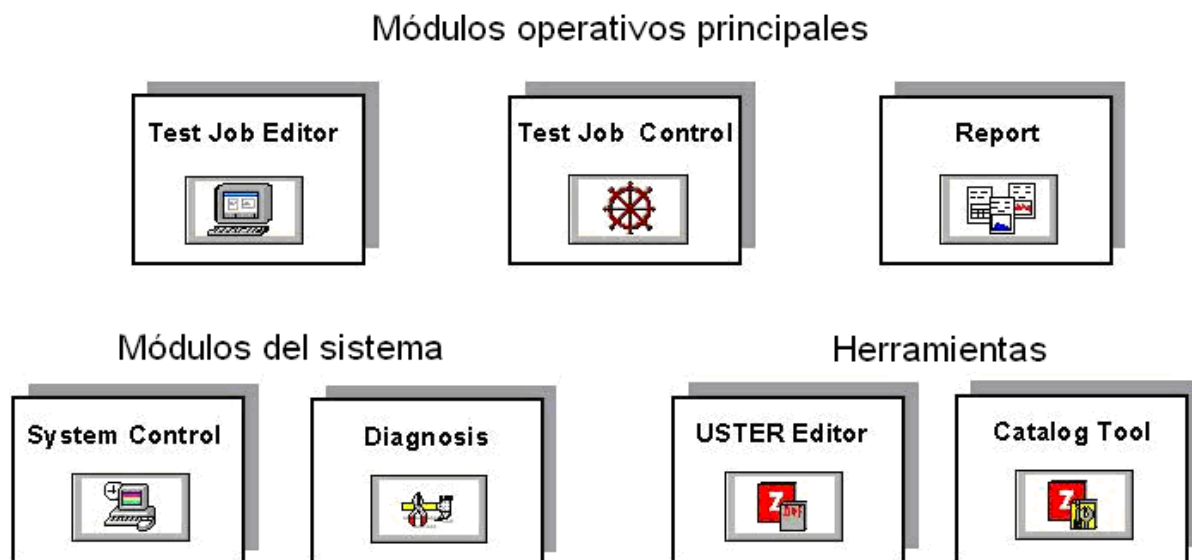 Módulos operativos principales
Test Job Editor
Test Job Control
Report
Módulos del sistema
Herramientas
System Control
Diagnosis
USTER Editor
Catalog Tool
Z
Z